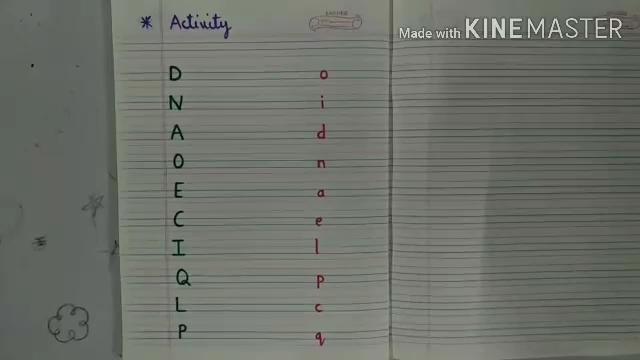 * Activity
Made with KINEMASTER
D o
N i
A d
O n
E a
C e
I l
Q p
L c
P q